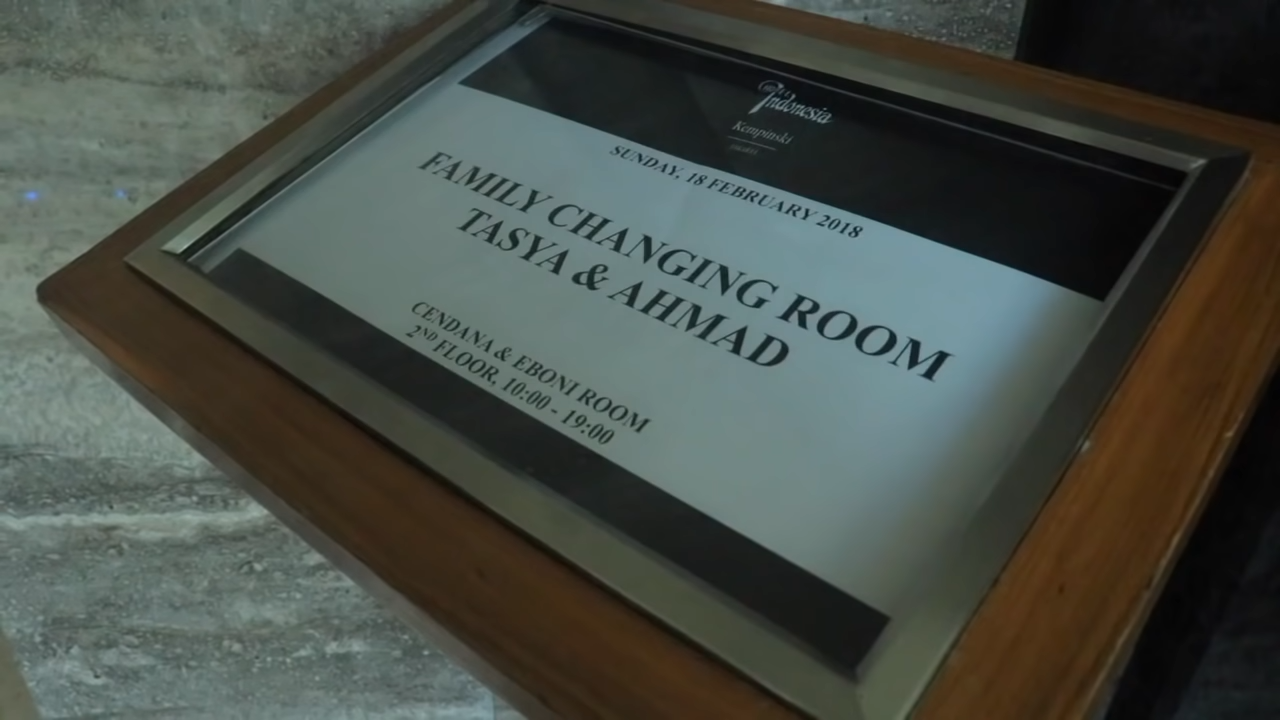 Indonesia
Kempinski
SUNDAY, 18 FEBRUARY 2018
FAMILY CHANGING ROOM
TASYA & AHMAD
CENDANA & EBONI ROOM
2ND FLOOR, 10:00 - 19:00